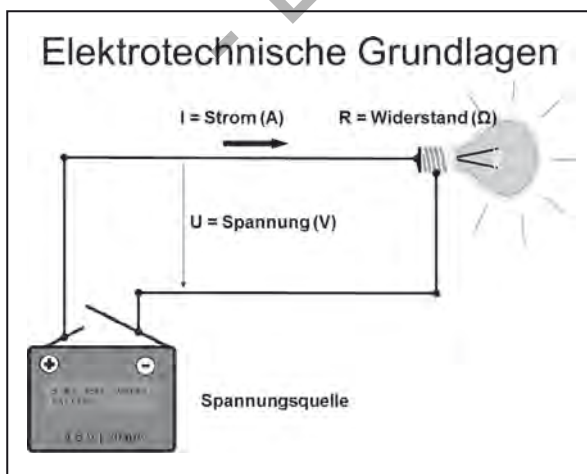 Elektrotechnische Grundlagen
I = Strom (A) R = Widerstand (Ω)
U = Spannung (V)
+ -
Spannungsquelle